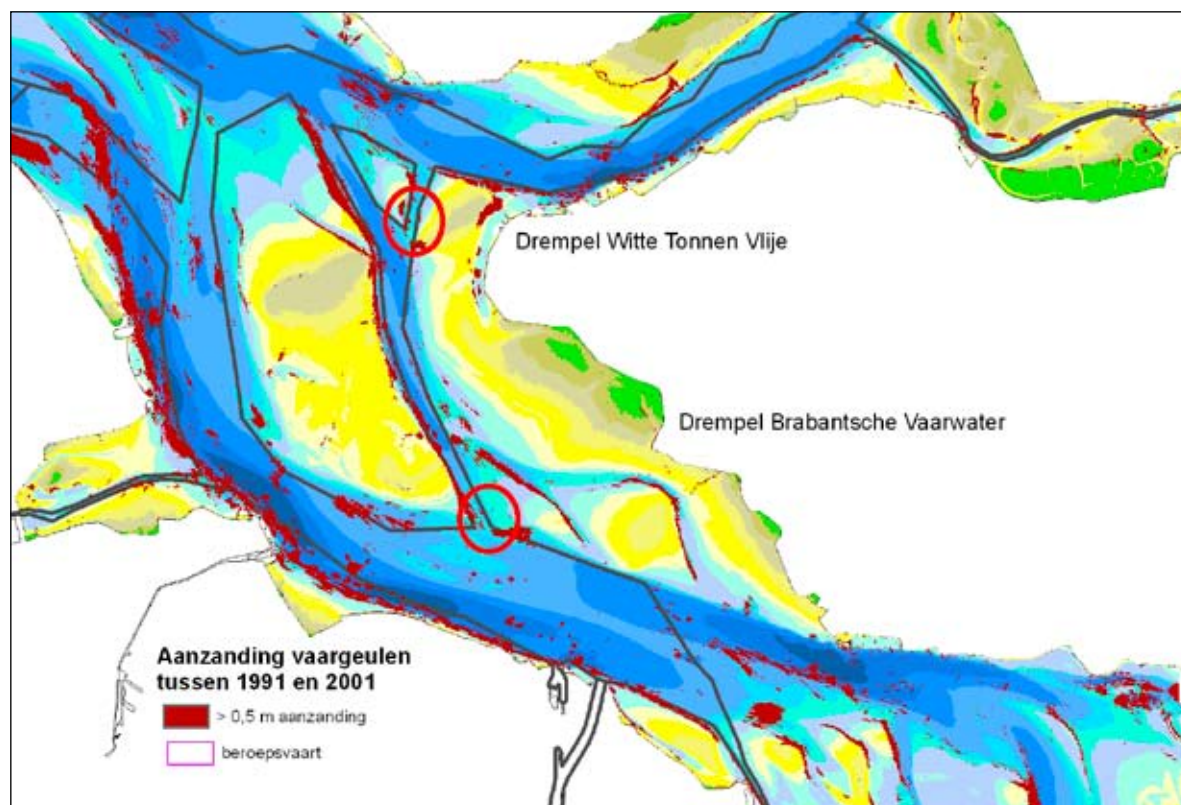 Drempel Witte Tonnen Vlije
Drempel Brabantsche Vaarwater
Aanzanding vaargeulen
tussen 1991 en 2001
> 0,5 m aanzanding
beroepsvaart